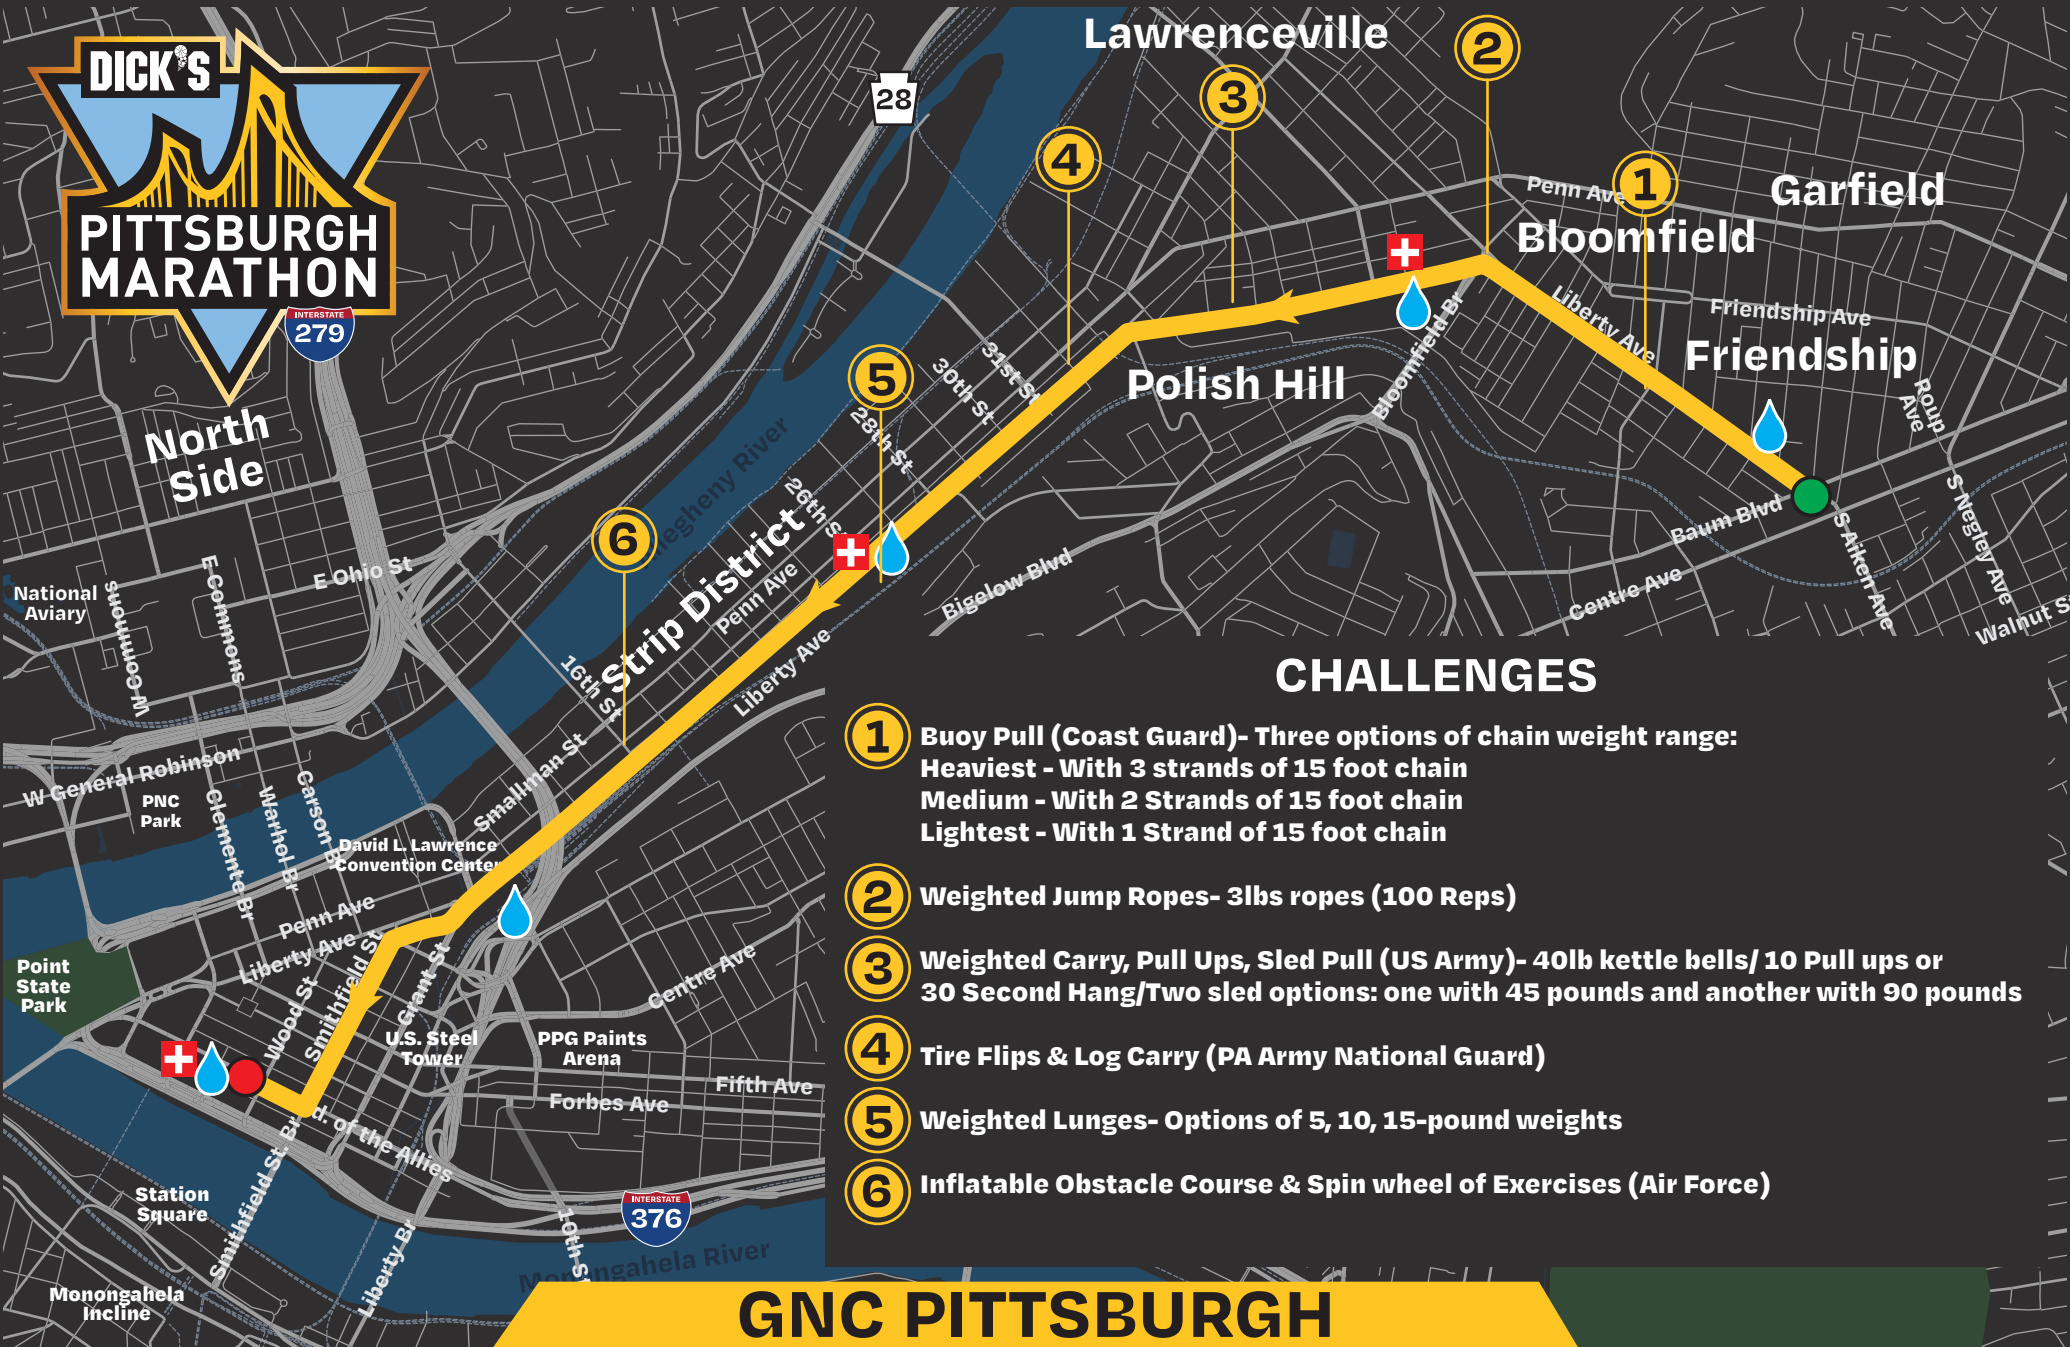 DICK'S
PITTSBURGH
MARATHON
INTERSTATE
279
28
Lawrenceville
2
3
4
1
Penn Ave
Garfield
Bloomfield
Liberty Ave
Friendship Ave
Friendship
Bloomfield Br
Polish Hill
Roup
Ave
31st St
30th St
28th St
5
26th St
6
North
Side
Strip District
Penn Ave
Liberty Ave
Bigelow Blvd
Baum Blvd
Centre Ave
S Aiken Ave
S Negley Ave
National
Aviary
W Commons
E Commons
E Ohio St
16th St
Smallman St
W General Robinson
PNC
Park
Clemente Br
Warhol Br
Carson Br
David L. Lawrence
Convention Center
Penn Ave
Liberty Ave
Point
State
Park
Wood St
Smithfield St
Grant St
U.S. Steel
Tower
PPG Paints
Arena
Centre Ave
Fifth Ave
Forbes Ave
d. of the Allies
Station
Square
Smithfield St. Br
Liberty Br
10th St
INTERSTATE
376
Monongahela River
Monongahela
Incline
CHALLENGES
1 Buoy Pull (Coast Guard)- Three options of chain weight range:
Heaviest - With 3 strands of 15 foot chain
Medium - With 2 Strands of 15 foot chain
Lightest - With 1 Strand of 15 foot chain
2 Weighted Jump Ropes- 3lbs ropes (100 Reps)
3 Weighted Carry, Pull Ups, Sled Pull (US Army)- 40lb kettle bells/ 10 Pull ups or
30 Second Hang/Two sled options: one with 45 pounds and another with 90 pounds
4 Tire Flips & Log Carry (PA Army National Guard)
5 Weighted Lunges- Options of 5, 10, 15-pound weights
6 Inflatable Obstacle Course & Spin wheel of Exercises (Air Force)
GNC PITTSBURGH